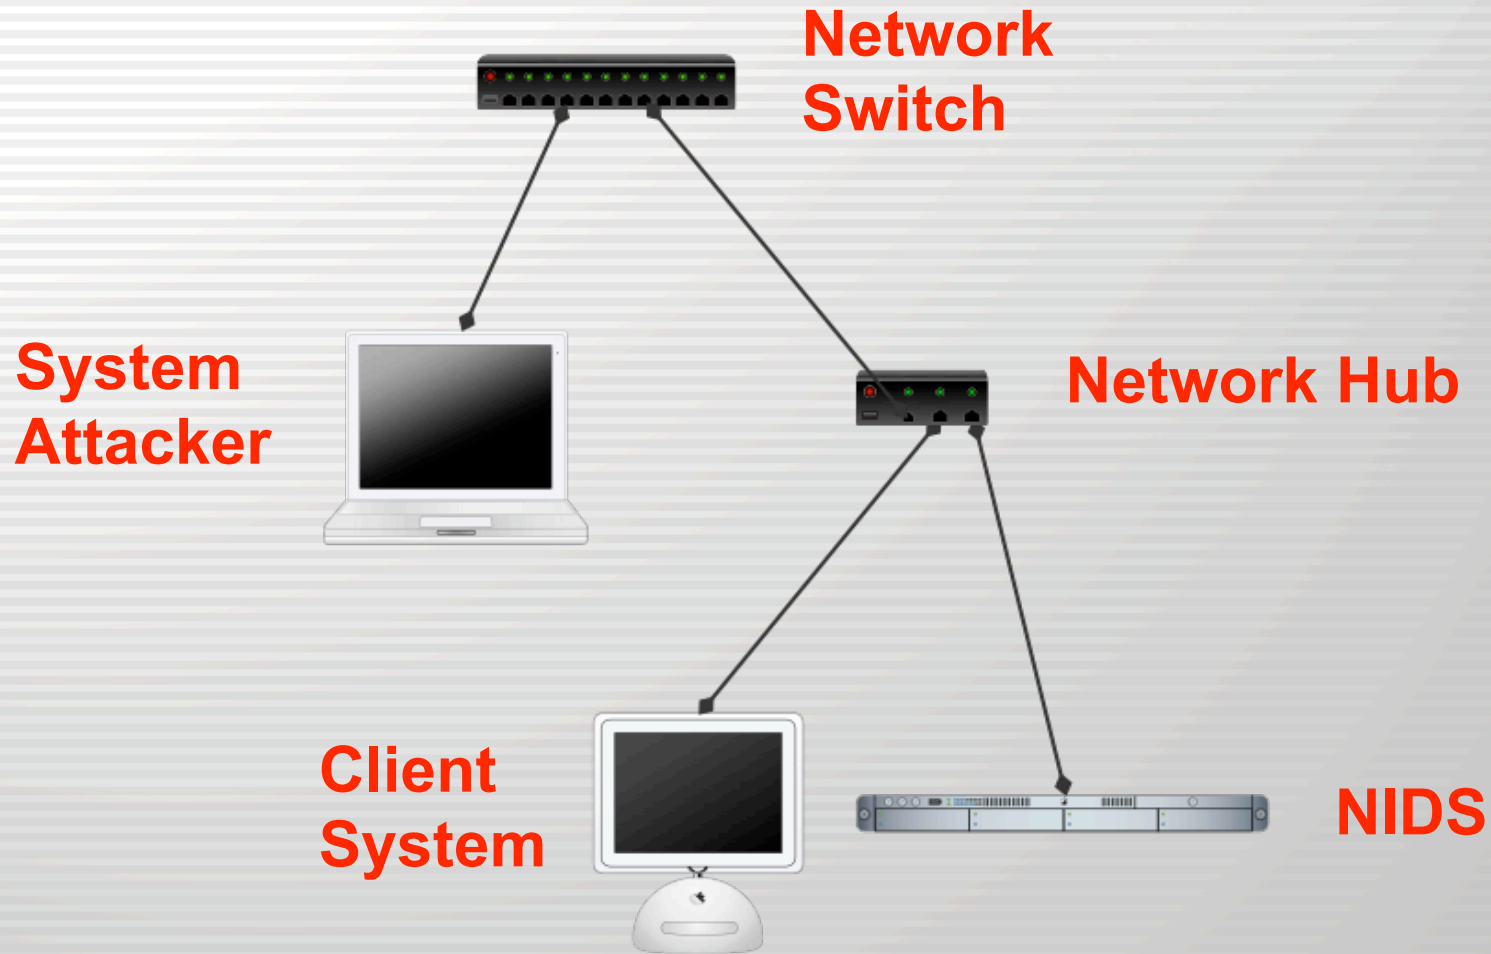 Network
Switch
System
Attacker
Network Hub
Client
System
NIDS